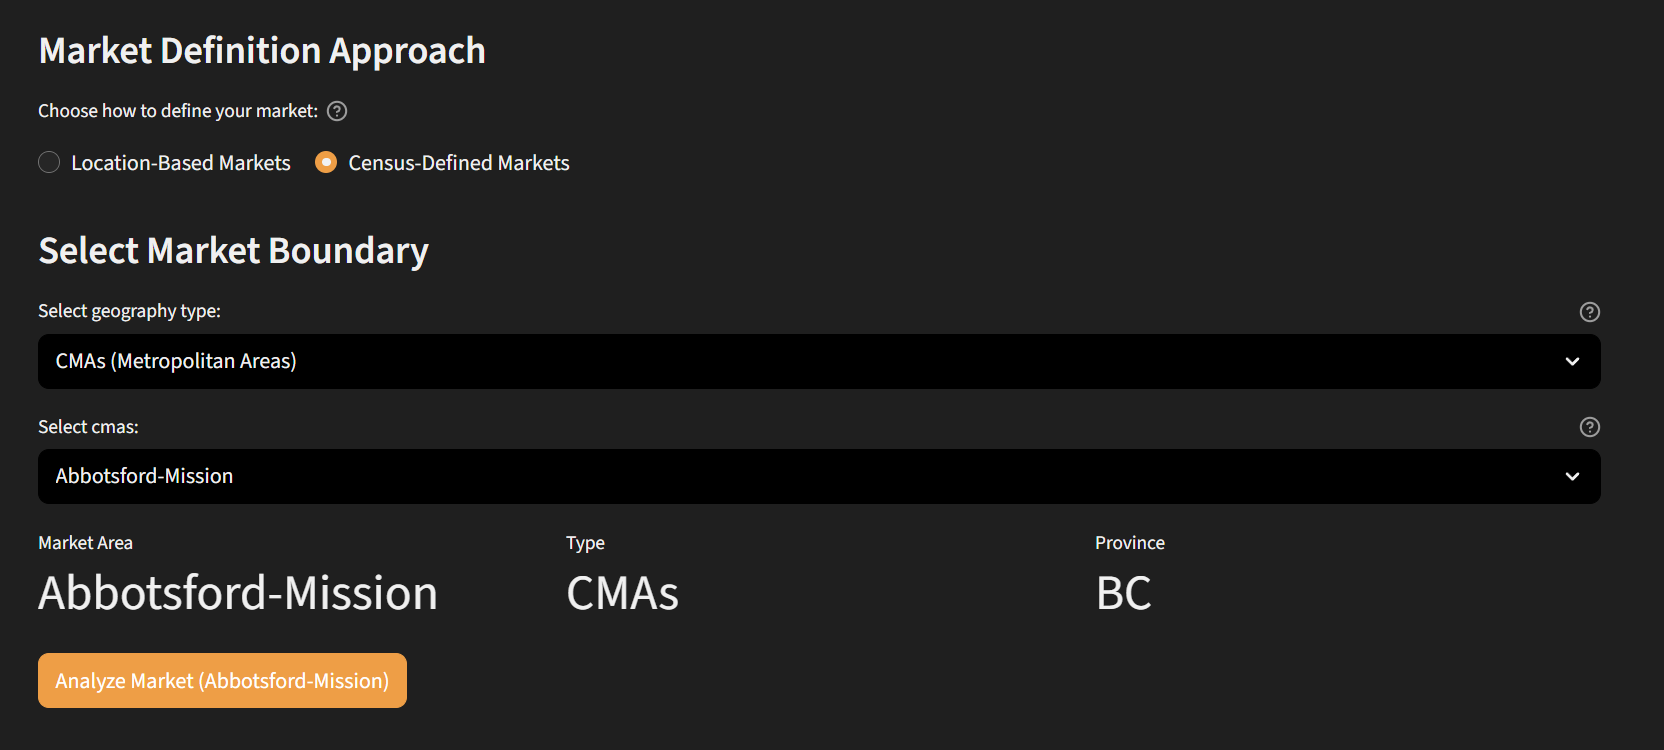 Market Definition Approach
Choose how to define your market: ?
Location-Based Markets Census-Defined Markets
Select Market Boundary
Select geography type: ?
CMAs (Metropolitan Areas)
Select cmas: ?
Abbotsford-Mission
Market Area Type Province
Abbotsford-Mission CMAs BC
Analyze Market (Abbotsford-Mission)